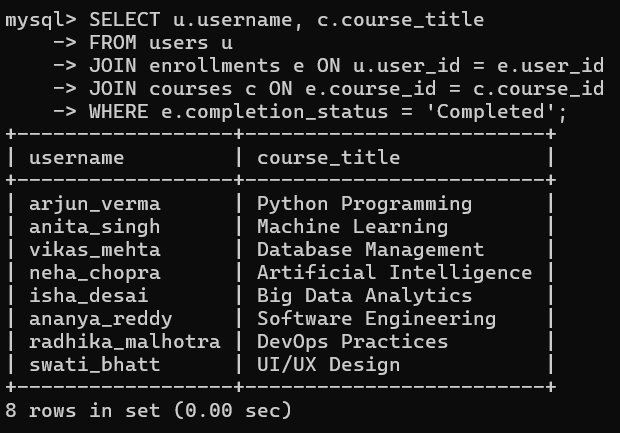 mysql> SELECT u.username, c.course_title
    -> FROM users u
    -> JOIN enrollments e ON u.user_id = e.user_id
    -> JOIN courses c ON e.course_id = c.course_id
    -> WHERE e.completion_status = 'Completed';
+------------------+-------------------------+
| username         | course_title            |
+------------------+-------------------------+
| arjun_verma      | Python Programming      |
| anita_singh      | Machine Learning        |
| vikas_mehta      | Database Management     |
| neha_chopra      | Artificial Intelligence |
| isha_desai       | Big Data Analytics      |
| ananya_reddy     | Software Engineering    |
| radhika_malhotra | DevOps Practices        |
| swati_bhatt      | UI/UX Design            |
+------------------+-------------------------+
8 rows in set (0.00 sec)